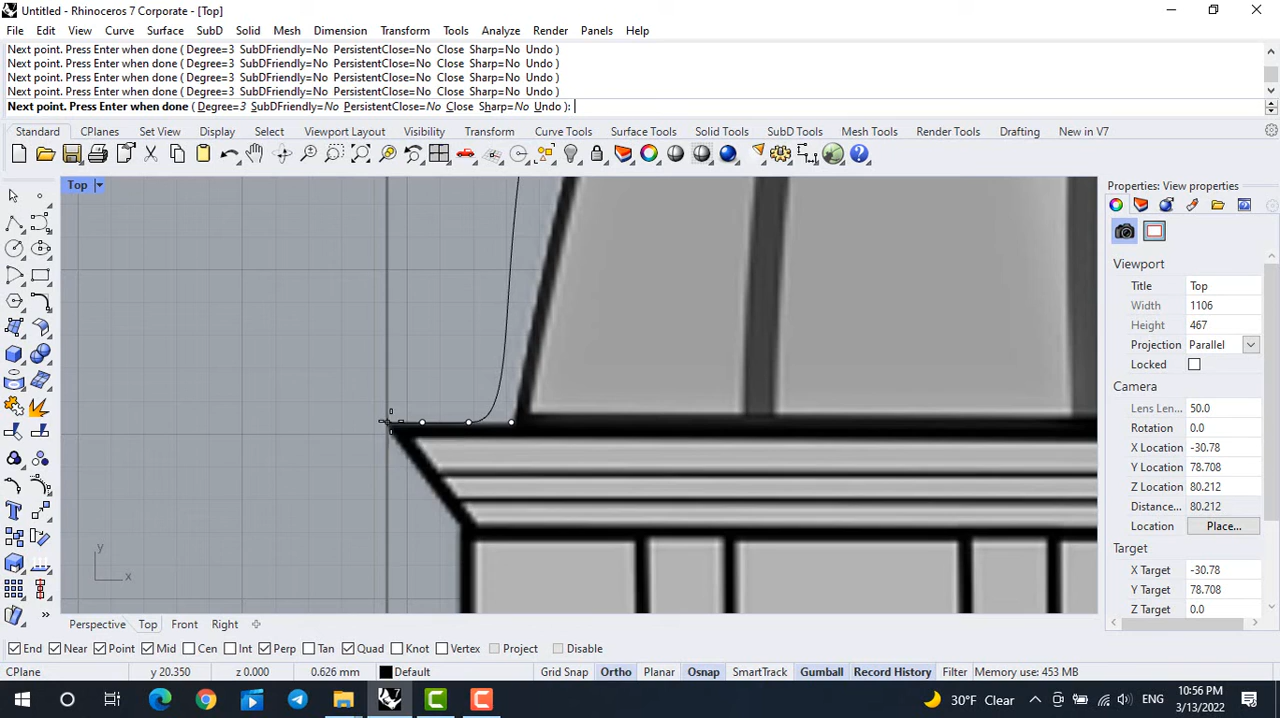 Untitled - Rhinoceros 7 Corporate - [Top]
File Edit View Curve Surface SubD Solid Mesh Dimension Transform Tools Analyze Render Panels Help
Next point. Press Enter when done ( Degree=3 SubDFriendly=No PersistentClose=No Close Sharp=No Undo )
Next point. Press Enter when done ( Degree=3 SubDFriendly=No PersistentClose=No Close Sharp=No Undo )
Next point. Press Enter when done ( Degree=3 SubDFriendly=No PersistentClose=No Close Sharp=No Undo )
Next point. Press Enter when done ( Degree=3 SubDFriendly=No PersistentClose=No Close Sharp=No Undo )
Next point. Press Enter when done ( Degree=3 SubDFriendly=No PersistentClose=No Close Sharp=No Undo ):
Standard CPlanes Set View Display Select Viewport Layout Visibility Transform Curve Tools Surface Tools Solid Tools SubD Tools Mesh Tools Render Tools Drafting New in V7
Top
Properties: View properties
Viewport
Title Top
Width 1106
Height 467
Projection Parallel
Locked
Camera
Lens Len... 50.0
Rotation 0.0
X Location -30.78
Y Location 78.708
Z Location 80.212
Distance... 80.212
Location Place...
Target
X Target -30.78
Y Target 78.708
Z Target 0.0
y
x
Perspective Top Front Right
End Near Point Mid Cen Int Perp Tan Quad Knot Vertex Project Disable
CPlane y 20.350 z 0.000 0.626 mm Default Grid Snap Ortho Planar Osnap SmartTrack Gumball Record History Filter Memory use: 453 MB
30°F Clear ENG 10:56 PM
3/13/2022